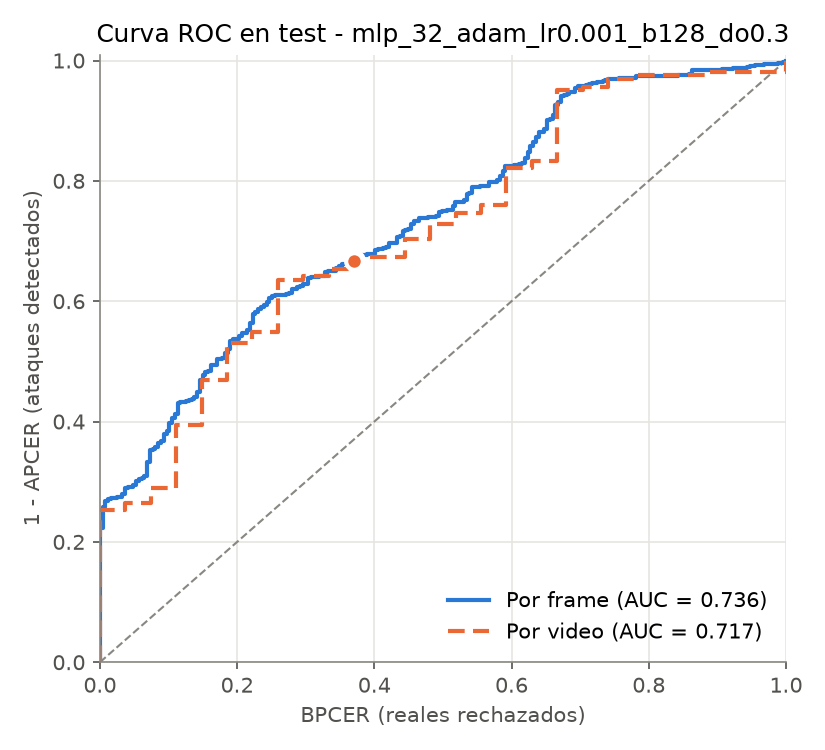 Curva ROC en test - mlp_32_adam_lr0.001_b128_do0.3
1 - APCER (ataques detectados)
1.0
0.8
0.6
0.4
0.2
0.0
Por frame (AUC = 0.736)
Por video (AUC = 0.717)
0.0 0.2 0.4 0.6 0.8 1.0
BPCER (reales rechazados)